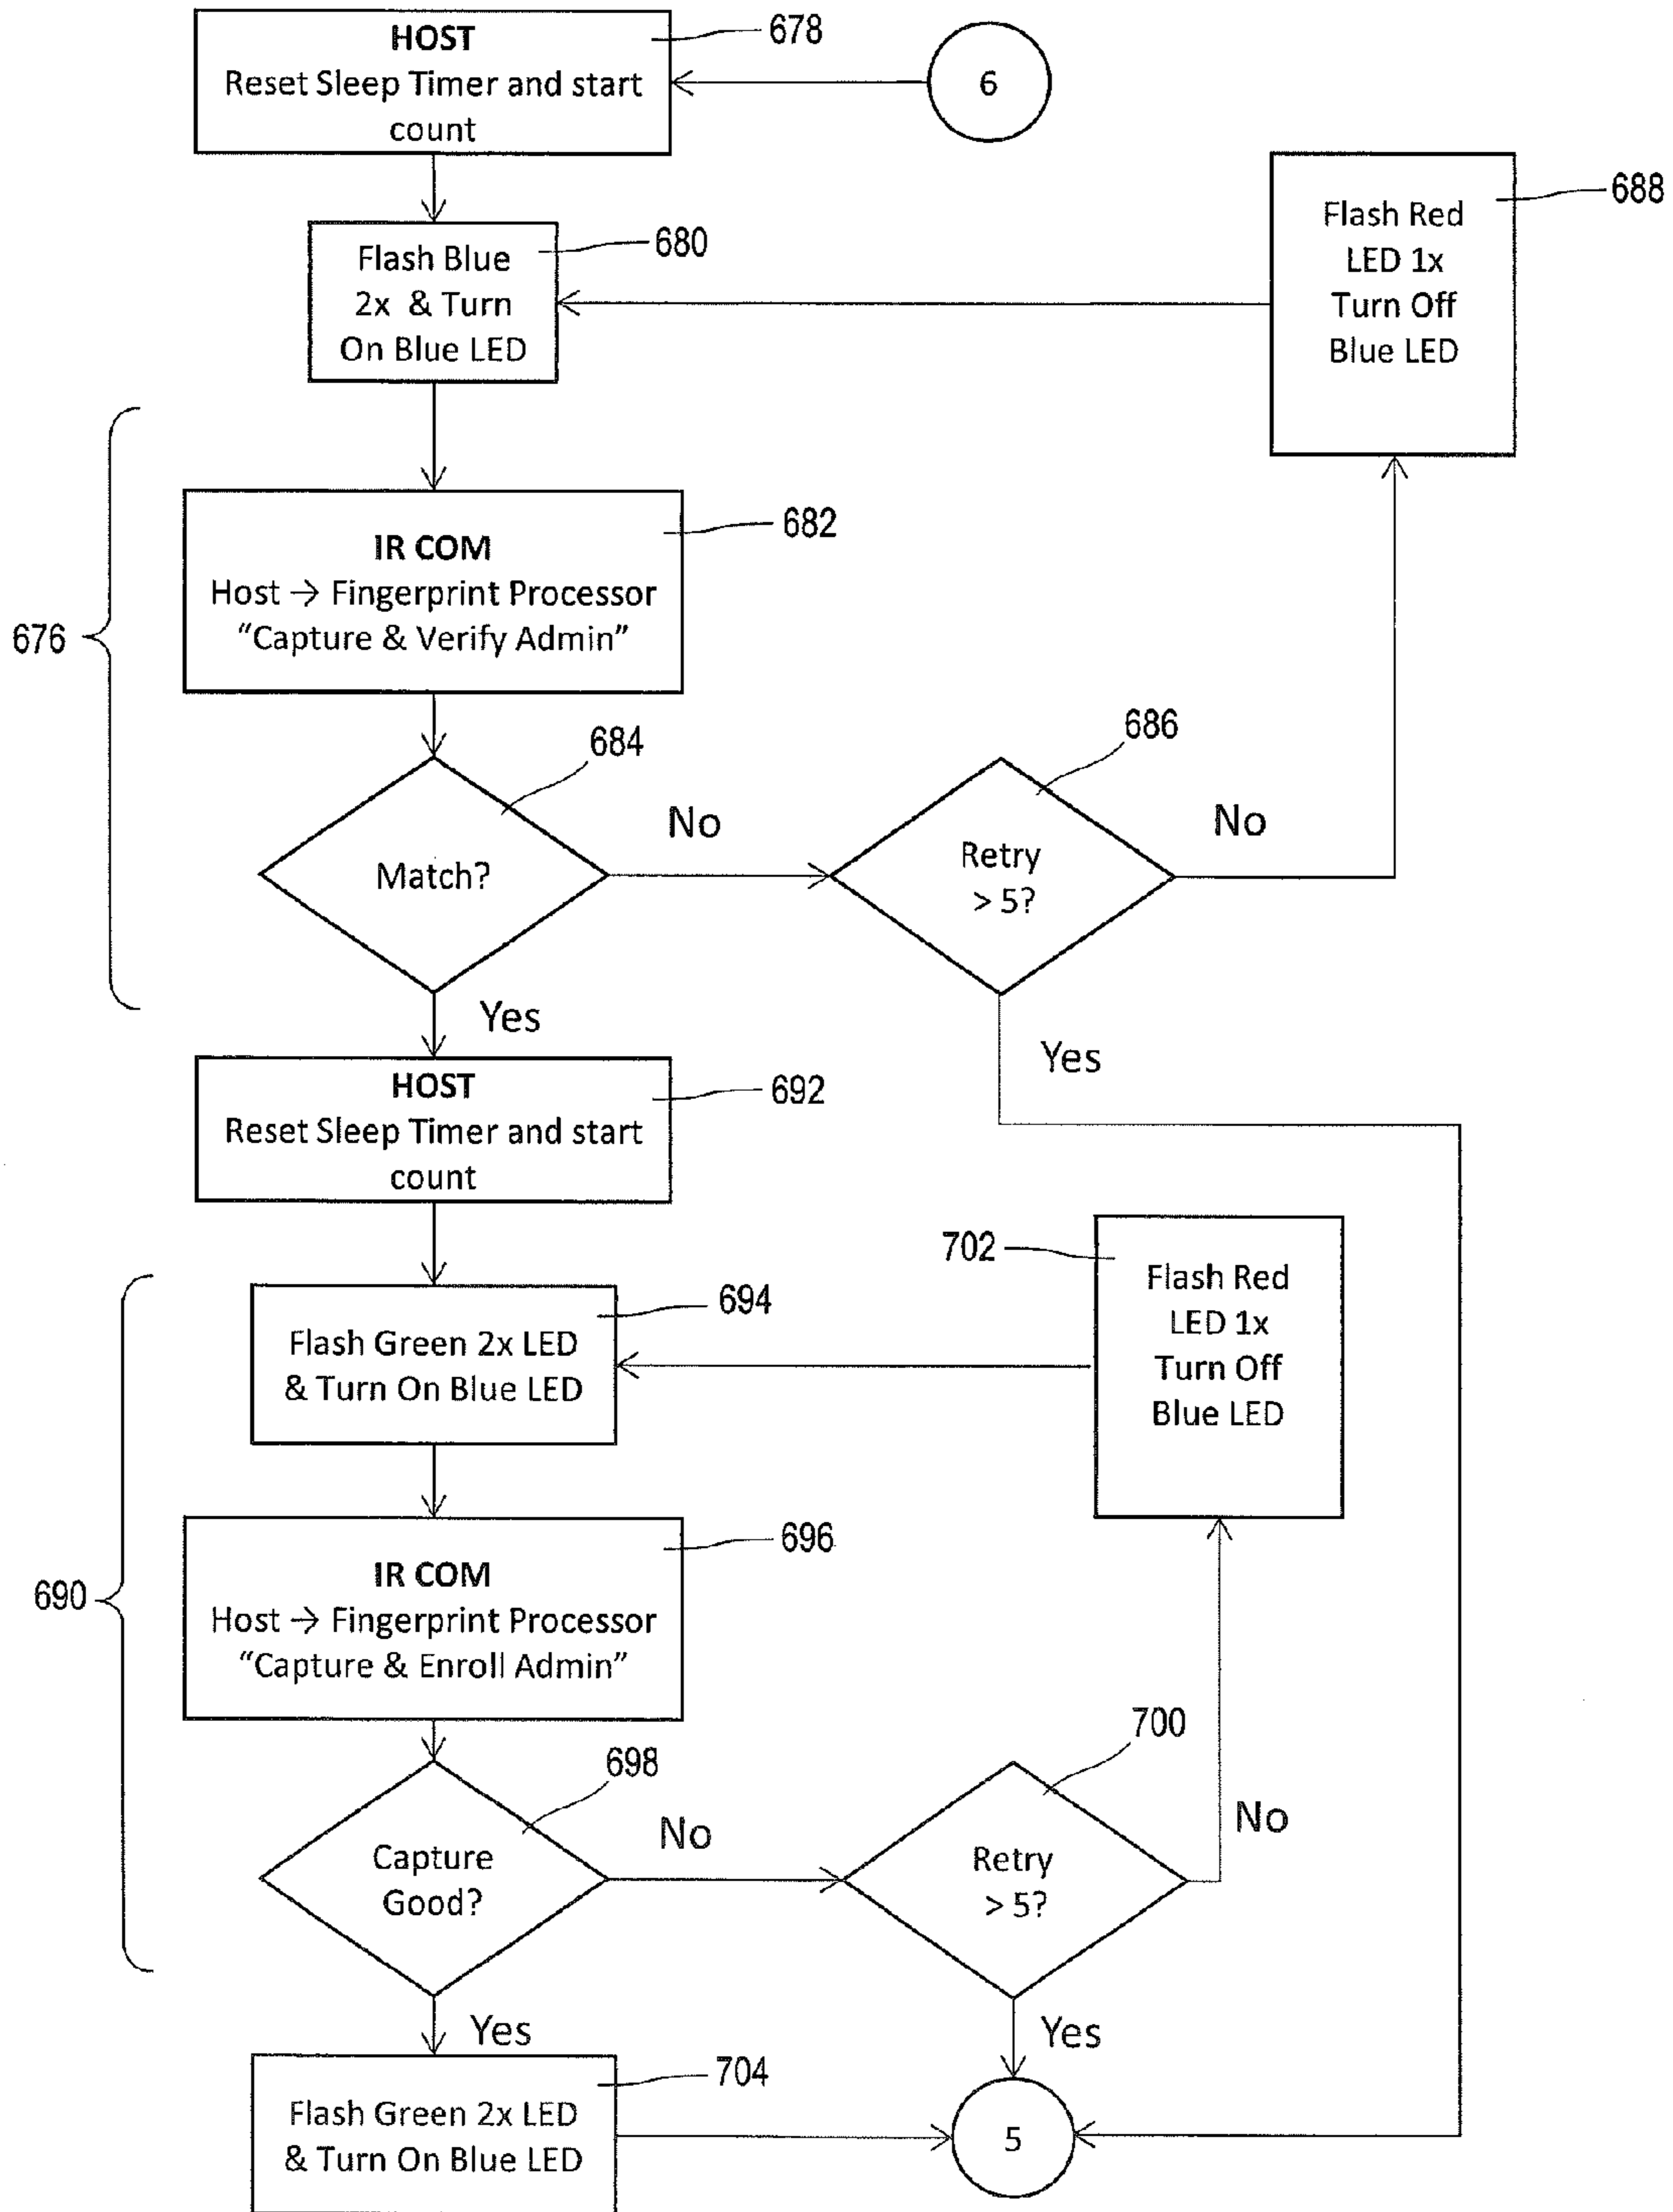 HOST
Reset Sleep Timer and start
count
678
6
Flash Blue
2x & Turn
On Blue LED
680
Flash Red
LED 1x
Turn Off
Blue LED
688
676
IR COM
Host → Fingerprint Processor
“Capture & Verify Admin”
682
684
Match?
No
686
Retry
> 5?
No
Yes
Yes
HOST
Reset Sleep Timer and start
count
692
702
Flash Red
LED 1x
Turn Off
Blue LED
Flash Green 2x LED
& Turn On Blue LED
694
690
IR COM
Host → Fingerprint Processor
“Capture & Enroll Admin”
696
698
Capture
Good?
No
700
Retry
> 5?
No
Yes
Yes
Flash Green 2x LED
& Turn On Blue LED
704
5